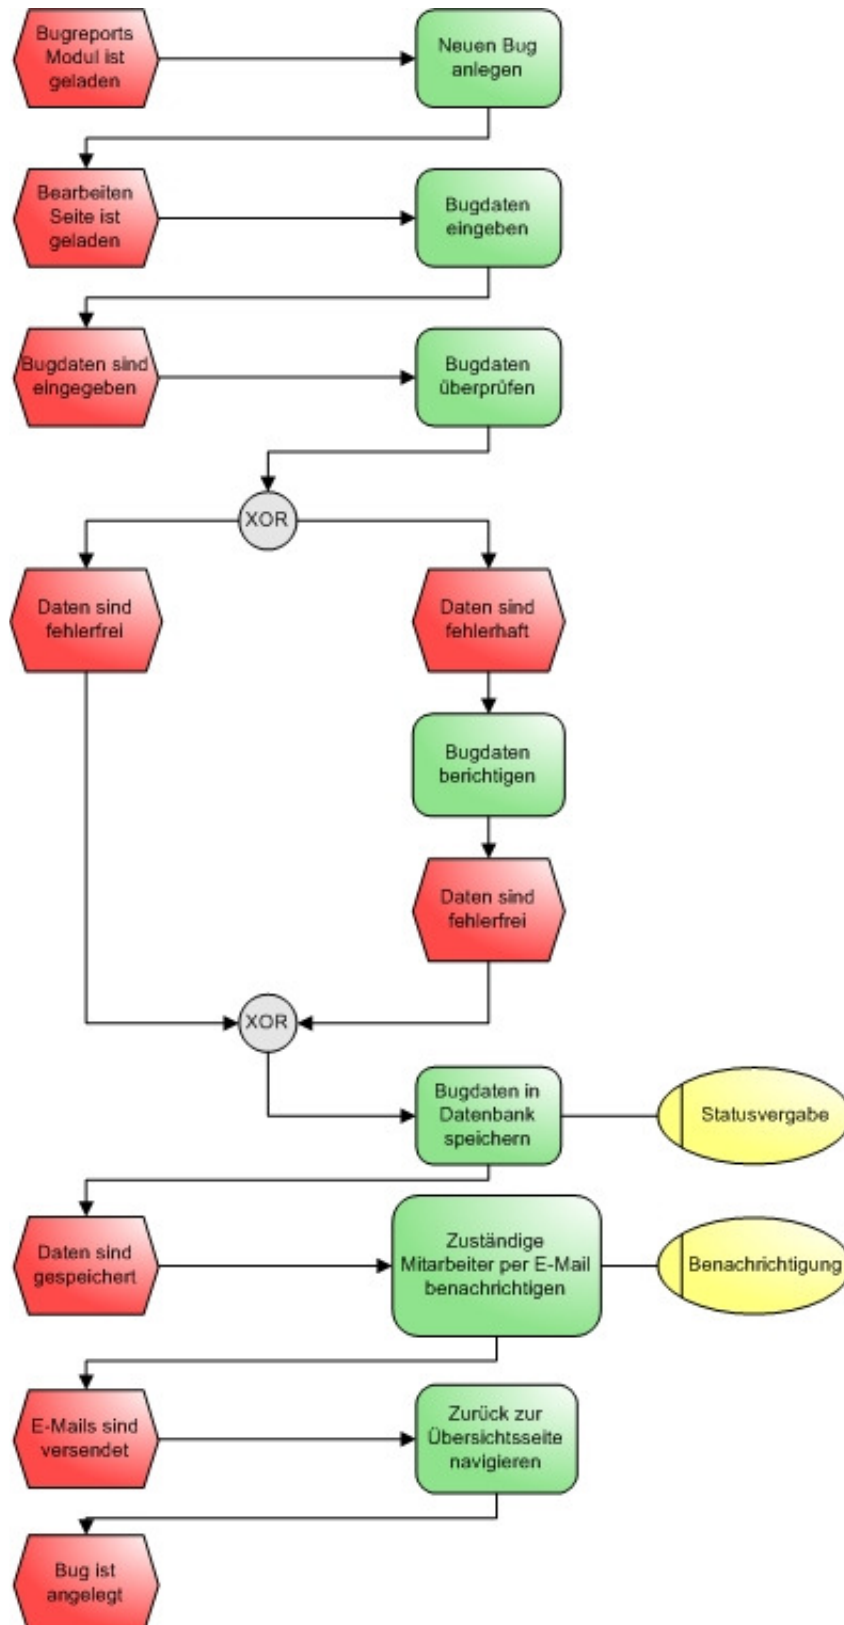 Bugreports
Modul ist
geladen
Neuen Bug
anlegen
Bearbeiten
Seite ist
geladen
Bugdaten
eingeben
Bugdaten sind
eingegeben
Bugdaten
überprüfen
XOR
Daten sind
fehlerfrei
Daten sind
fehlerhaft
Bugdaten
berichtigen
Daten sind
fehlerfrei
XOR
Bugdaten in
Datenbank
speichern
Statusvergabe
Daten sind
gespeichert
Zuständige
Mitarbeiter per E-Mail
benachrichtigen
Benachrichtigung
E-Mails sind
versendet
Zurück zur
Übersichtsseite
navigieren
Bug ist
angelegt